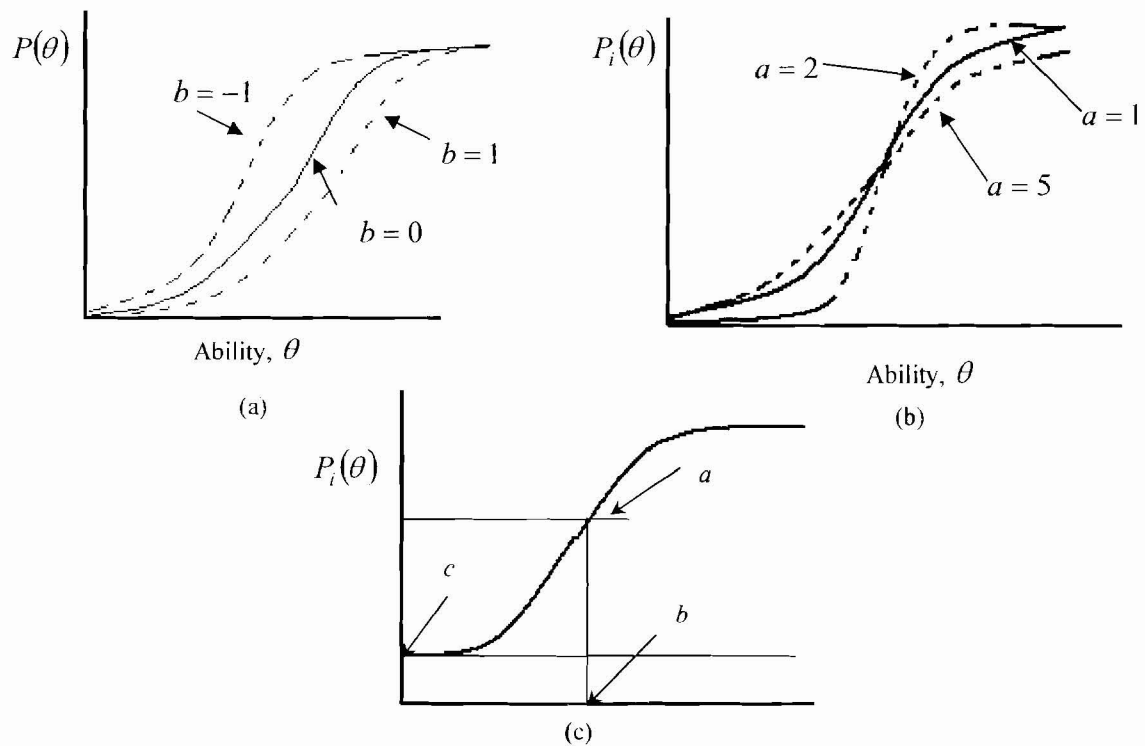 P(θ)
b = −1
b = 1
b = 0
Ability, θ
(a)
P_i(θ)
a = 2
a = 1
a = 5
Ability, θ
(b)
P_i(θ)
a
c
b
(c)